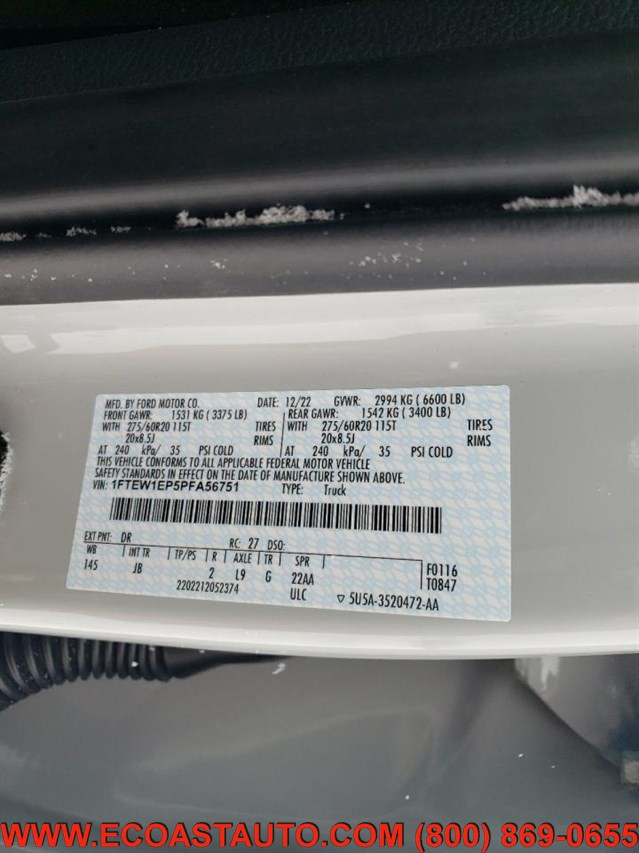 MFD. BY FORD MOTOR CO. DATE: 12/22 GVWR: 2994 KG ( 6600 LB)
FRONT GAWR: 1531 KG ( 3375 LB) REAR GAWR: 1542 KG ( 3400 LB)
WITH 275/60R20 115T TIRES WITH 275/60R20 115T TIRES
20x8.5J RIMS 20x8.5J RIMS
AT 240 kPa/ 35 PSI COLD AT 240 kPa/ 35 PSI COLD
THIS VEHICLE CONFORMS TO ALL APPLICABLE FEDERAL MOTOR VEHICLE
SAFETY STANDARDS IN EFFECT ON THE DATE OF MANUFACTURE SHOWN ABOVE.
VIN: 1FTEW1EP5PFA56751 TYPE: Truck
EXT PNT: DR RC: 27 DSO:
WB INT TR TP/PS R AXLE TR SPR F0116
145 JB 2 L9 G 22AA T0847
2202212052374 ULC ▽ 5U5A-3520472-AA
WWW.ECOASTAUTO.COM (800) 869-0655